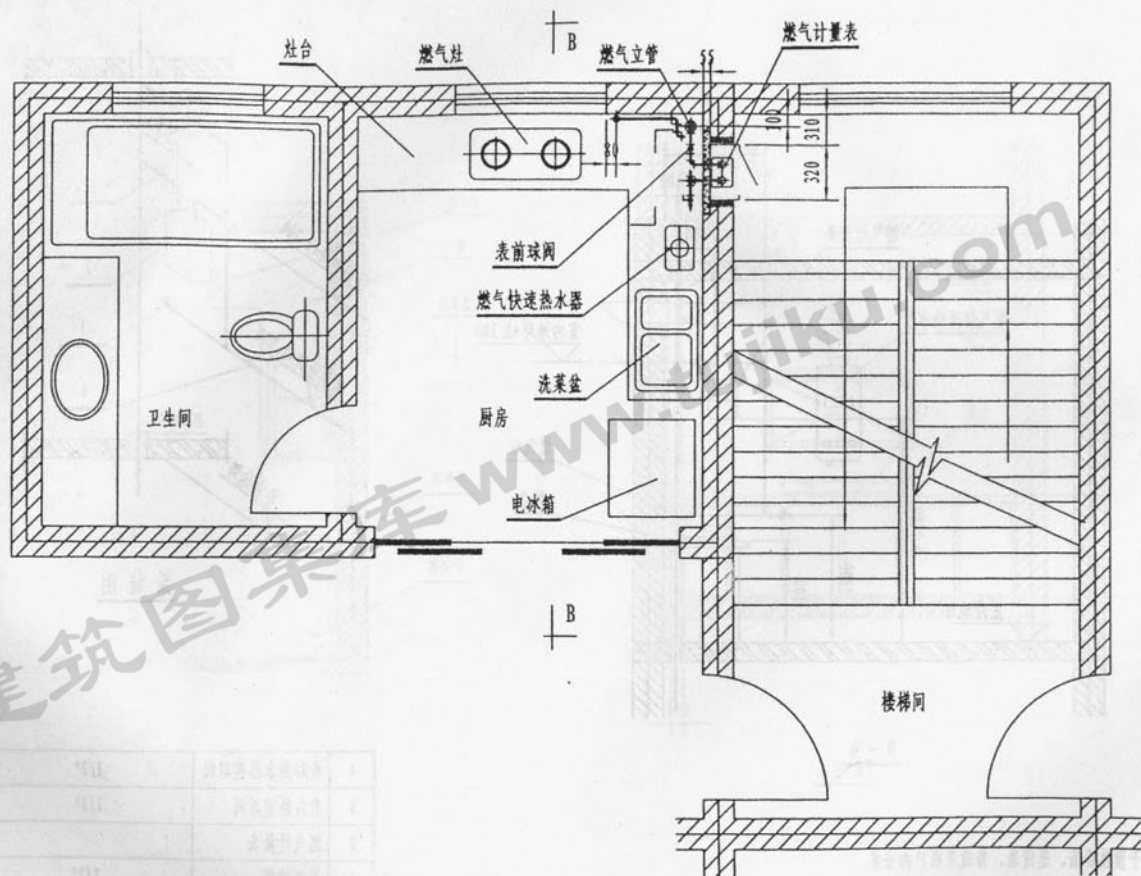 B
灶台
燃气灶
燃气立管
55
燃气计量表
100
310
80
320
表前球阀
燃气快速热水器
洗菜盆
卫生间
厨房
电冰箱
B
楼梯间
建筑图集库 www.tujiku.com